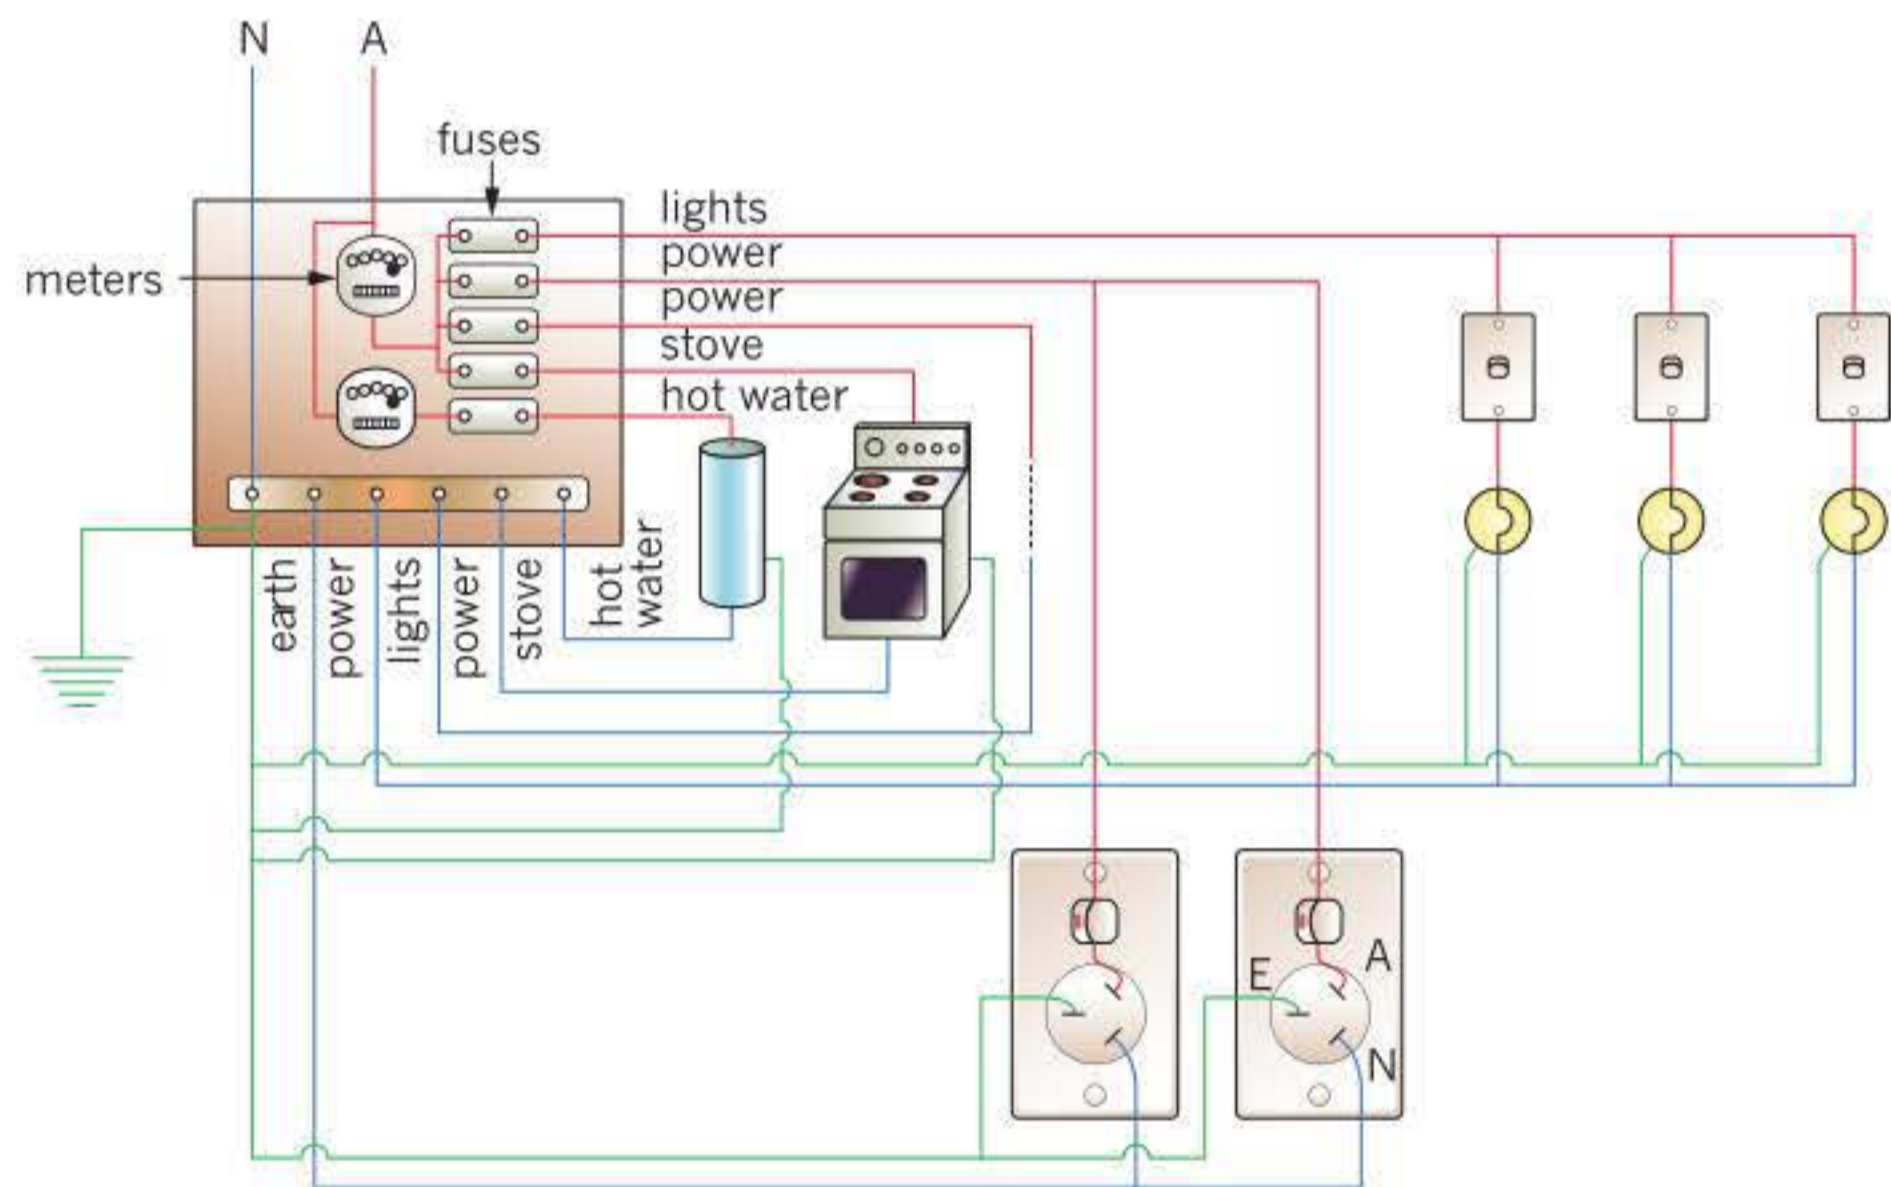 N
A
fuses
meters
lights
power
power
stove
hot water
earth
power
lights
power
stove
hot
water
E
A
N